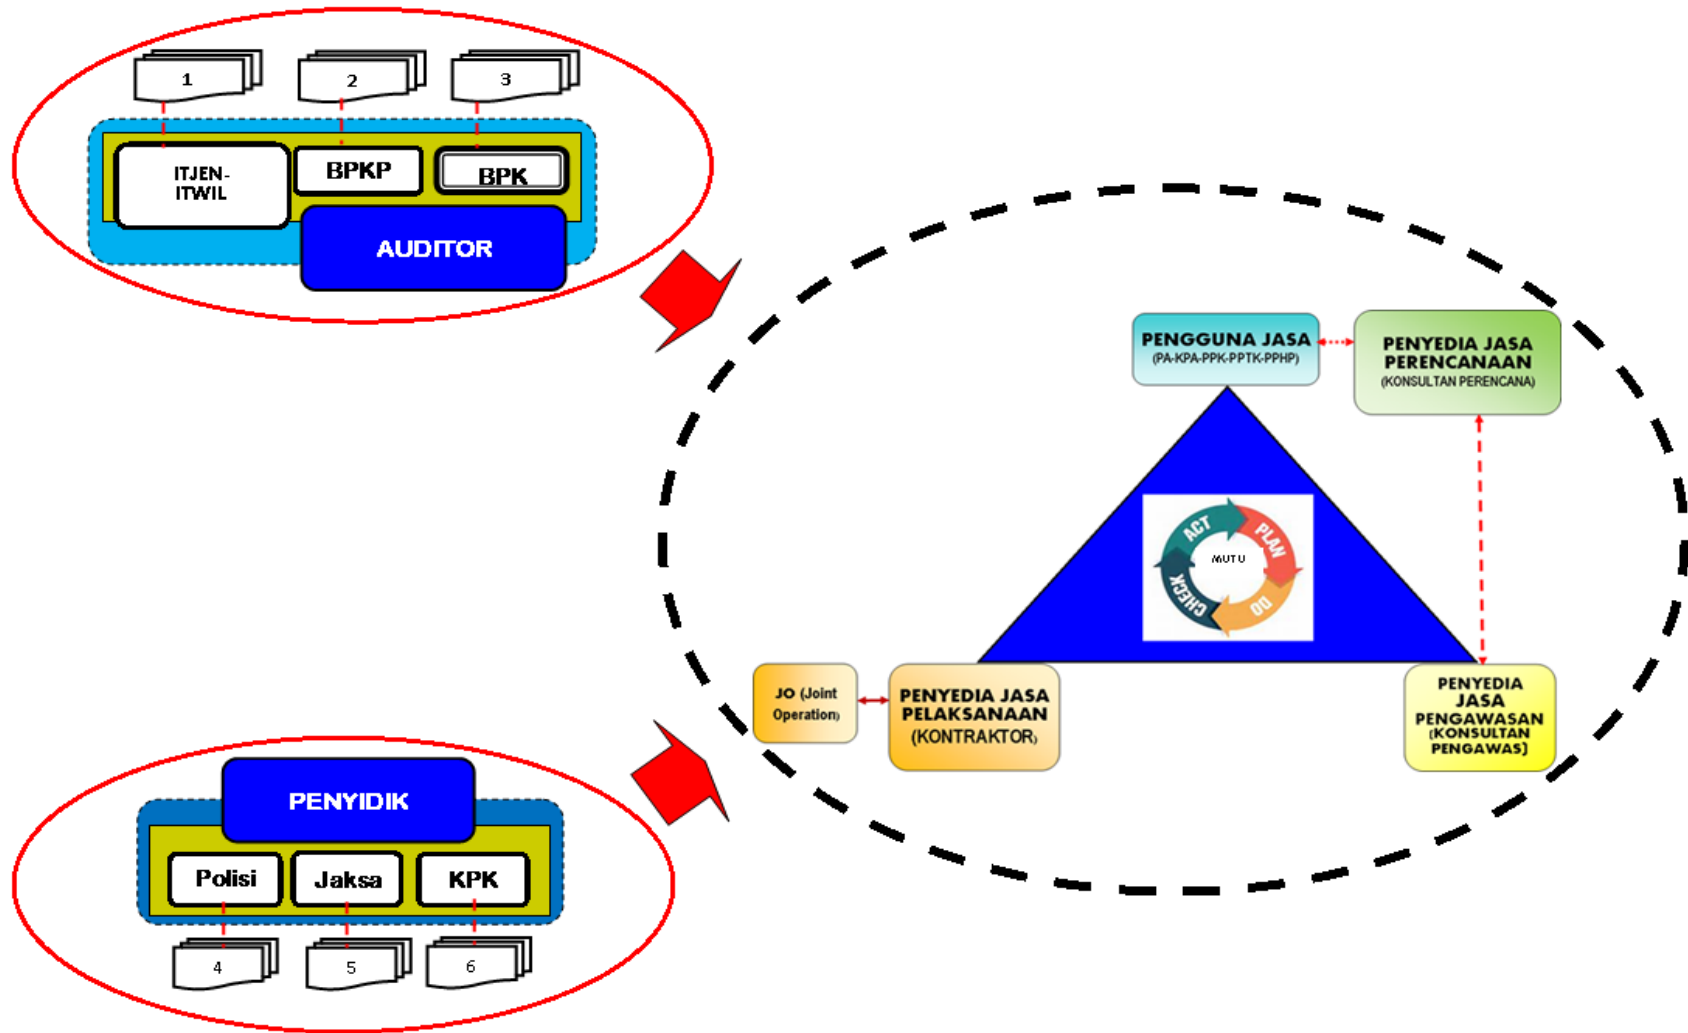 1
2
3
ITJEN-
ITWIL
BPKP
BPK
AUDITOR
PENGGUNA JASA
(PA-KPA-PPK-PPTK-PPHP)
PENYEDIA JASA
PERENCANAAN
(KONSULTAN PERENCANA)
ACT
PLAN
MUTU
CHECK
DO
JO (Joint
Operation)
PENYEDIA JASA
PELAKSANAAN
(KONTRAKTOR)
PENYEDIA
JASA
PENGAWASAN
(KONSULTAN
PENGAWAS)
PENYIDIK
Polisi
Jaksa
KPK
4
5
6